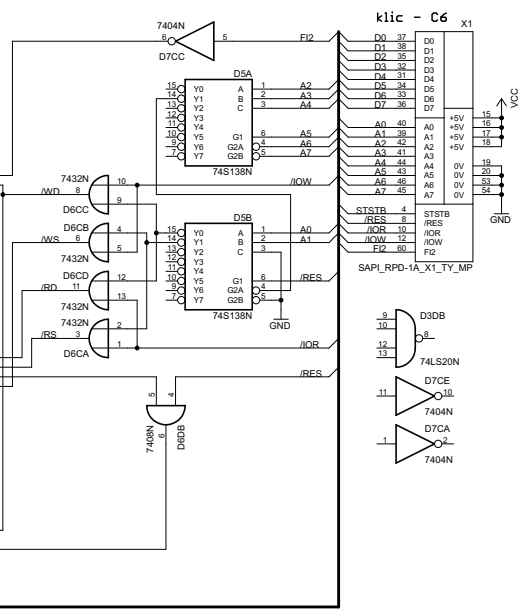 klic - C6
X1
7404N
6 5 FI2
D7CC
D0 37 D0
D1 38 D1
D2 35 D2
D3 32 D3
D4 31 D4
D5 34 D5
D6 33 D6
D7 36 D7
VCC
+5V 15
+5V 16
+5V 17
+5V 18
A0 40 A0
A1 39 A1
A2 42 A2
A3 41 A3
A4 44 A4
A5 43 A5
A6 46 A6
A7 45 A7
0V 19
0V 20
0V 53
0V 54
GND
STSTB 4 STSTB
/RES 8 /RES
/IOR 10 /IOR
/IOW 12 /IOW
FI2 60 FI2
SAPI_RPD-1A_X1_TY_MP
D5A
15 Y0 A 1 A2
14 Y1 B 2 A3
13 Y2 C 3 A4
12 Y3
11 Y4
10 Y5 G1 6 A5
9 Y6 G2A 4 A6
7 Y7 G2B 5 A7
74S138N
/IOW
7432N
/WD 8 10
9
D6CC
D6CB
/WS 6 4
5
7432N
D6CD
/RD 11 12
13
7432N
7432N
/RS 3 2
1
D6CA
D5B
15 Y0 A 1 A0
14 Y1 B 2 A1
13 Y2 C 3
12 Y3
11 Y4
10 Y5 G1 6 /RES
9 Y6 G2A 4
7 Y7 G2B 5
74S138N
GND
/IOR
/RES
5 4
7408N
6
D6DB
9
10
12
13
D3DB
8
74LS20N
D7CE
11 10
7404N
D7CA
1 2
7404N